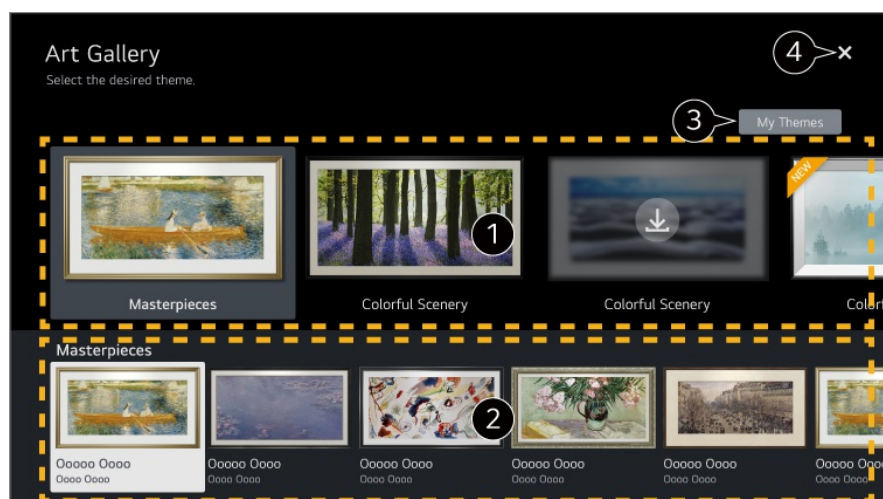 Art Gallery
Select the desired theme.
4
3
My Themes
NEW
1
Masterpieces
Colorful Scenery
Colorful Scenery
Masterpieces
2
Ooooo Oooo
Ooooo Oooo
Ooooo Oooo
Ooooo Oooo
Ooooo Oooo
Oooo Oooo
Oooo Oooo
Oooo Oooo
Oooo Oooo
Oooo Oooo
Oooo Ooo